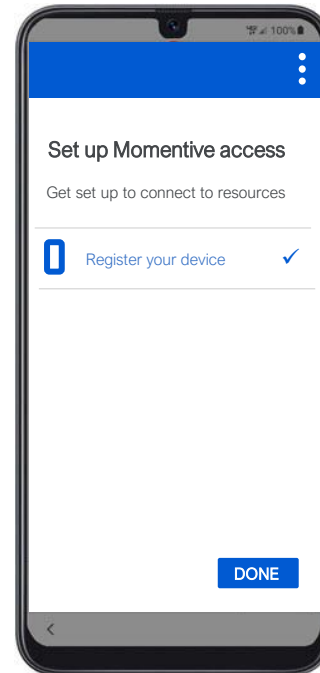 100%
Set up Momentive access
Get set up to connect to resources
Register your device
DONE